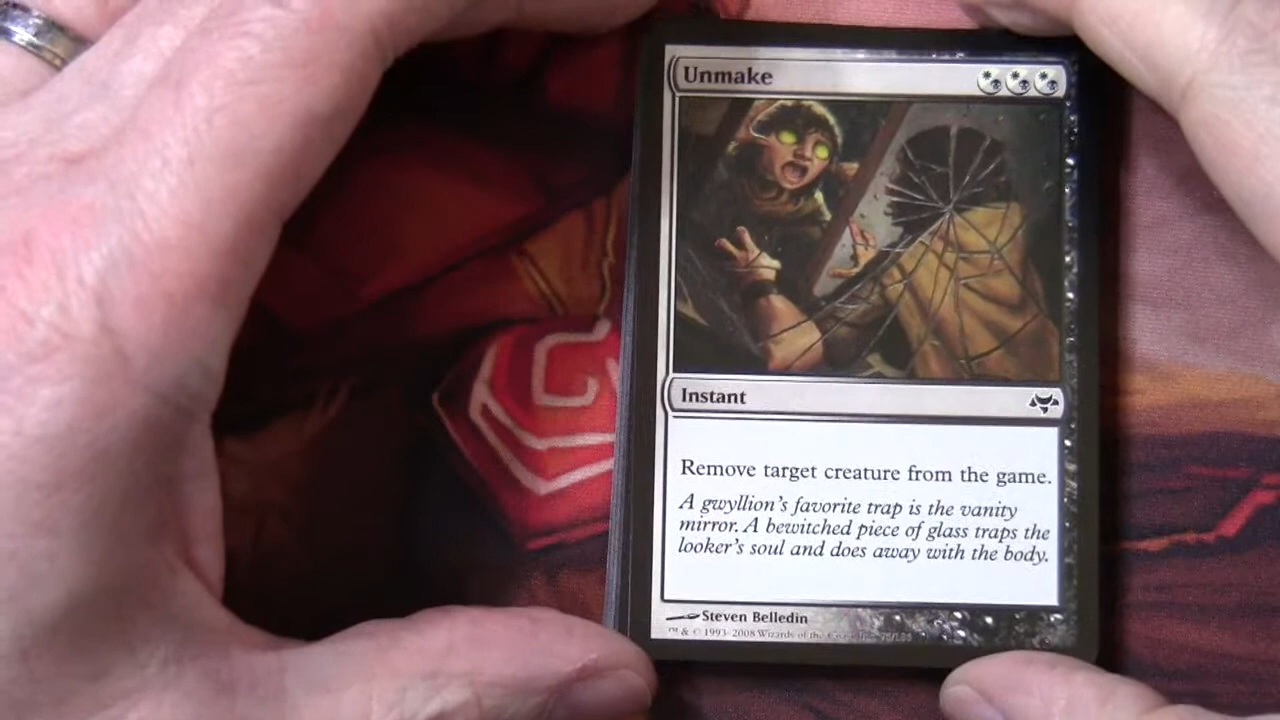 Unmake
Instant
Remove target creature from the game.
A gwyllion's favorite trap is the vanity
mirror. A bewitched piece of glass traps the
looker's soul and does away with the body.
Steven Belledin
™ & © 1993-2008 Wizards of the